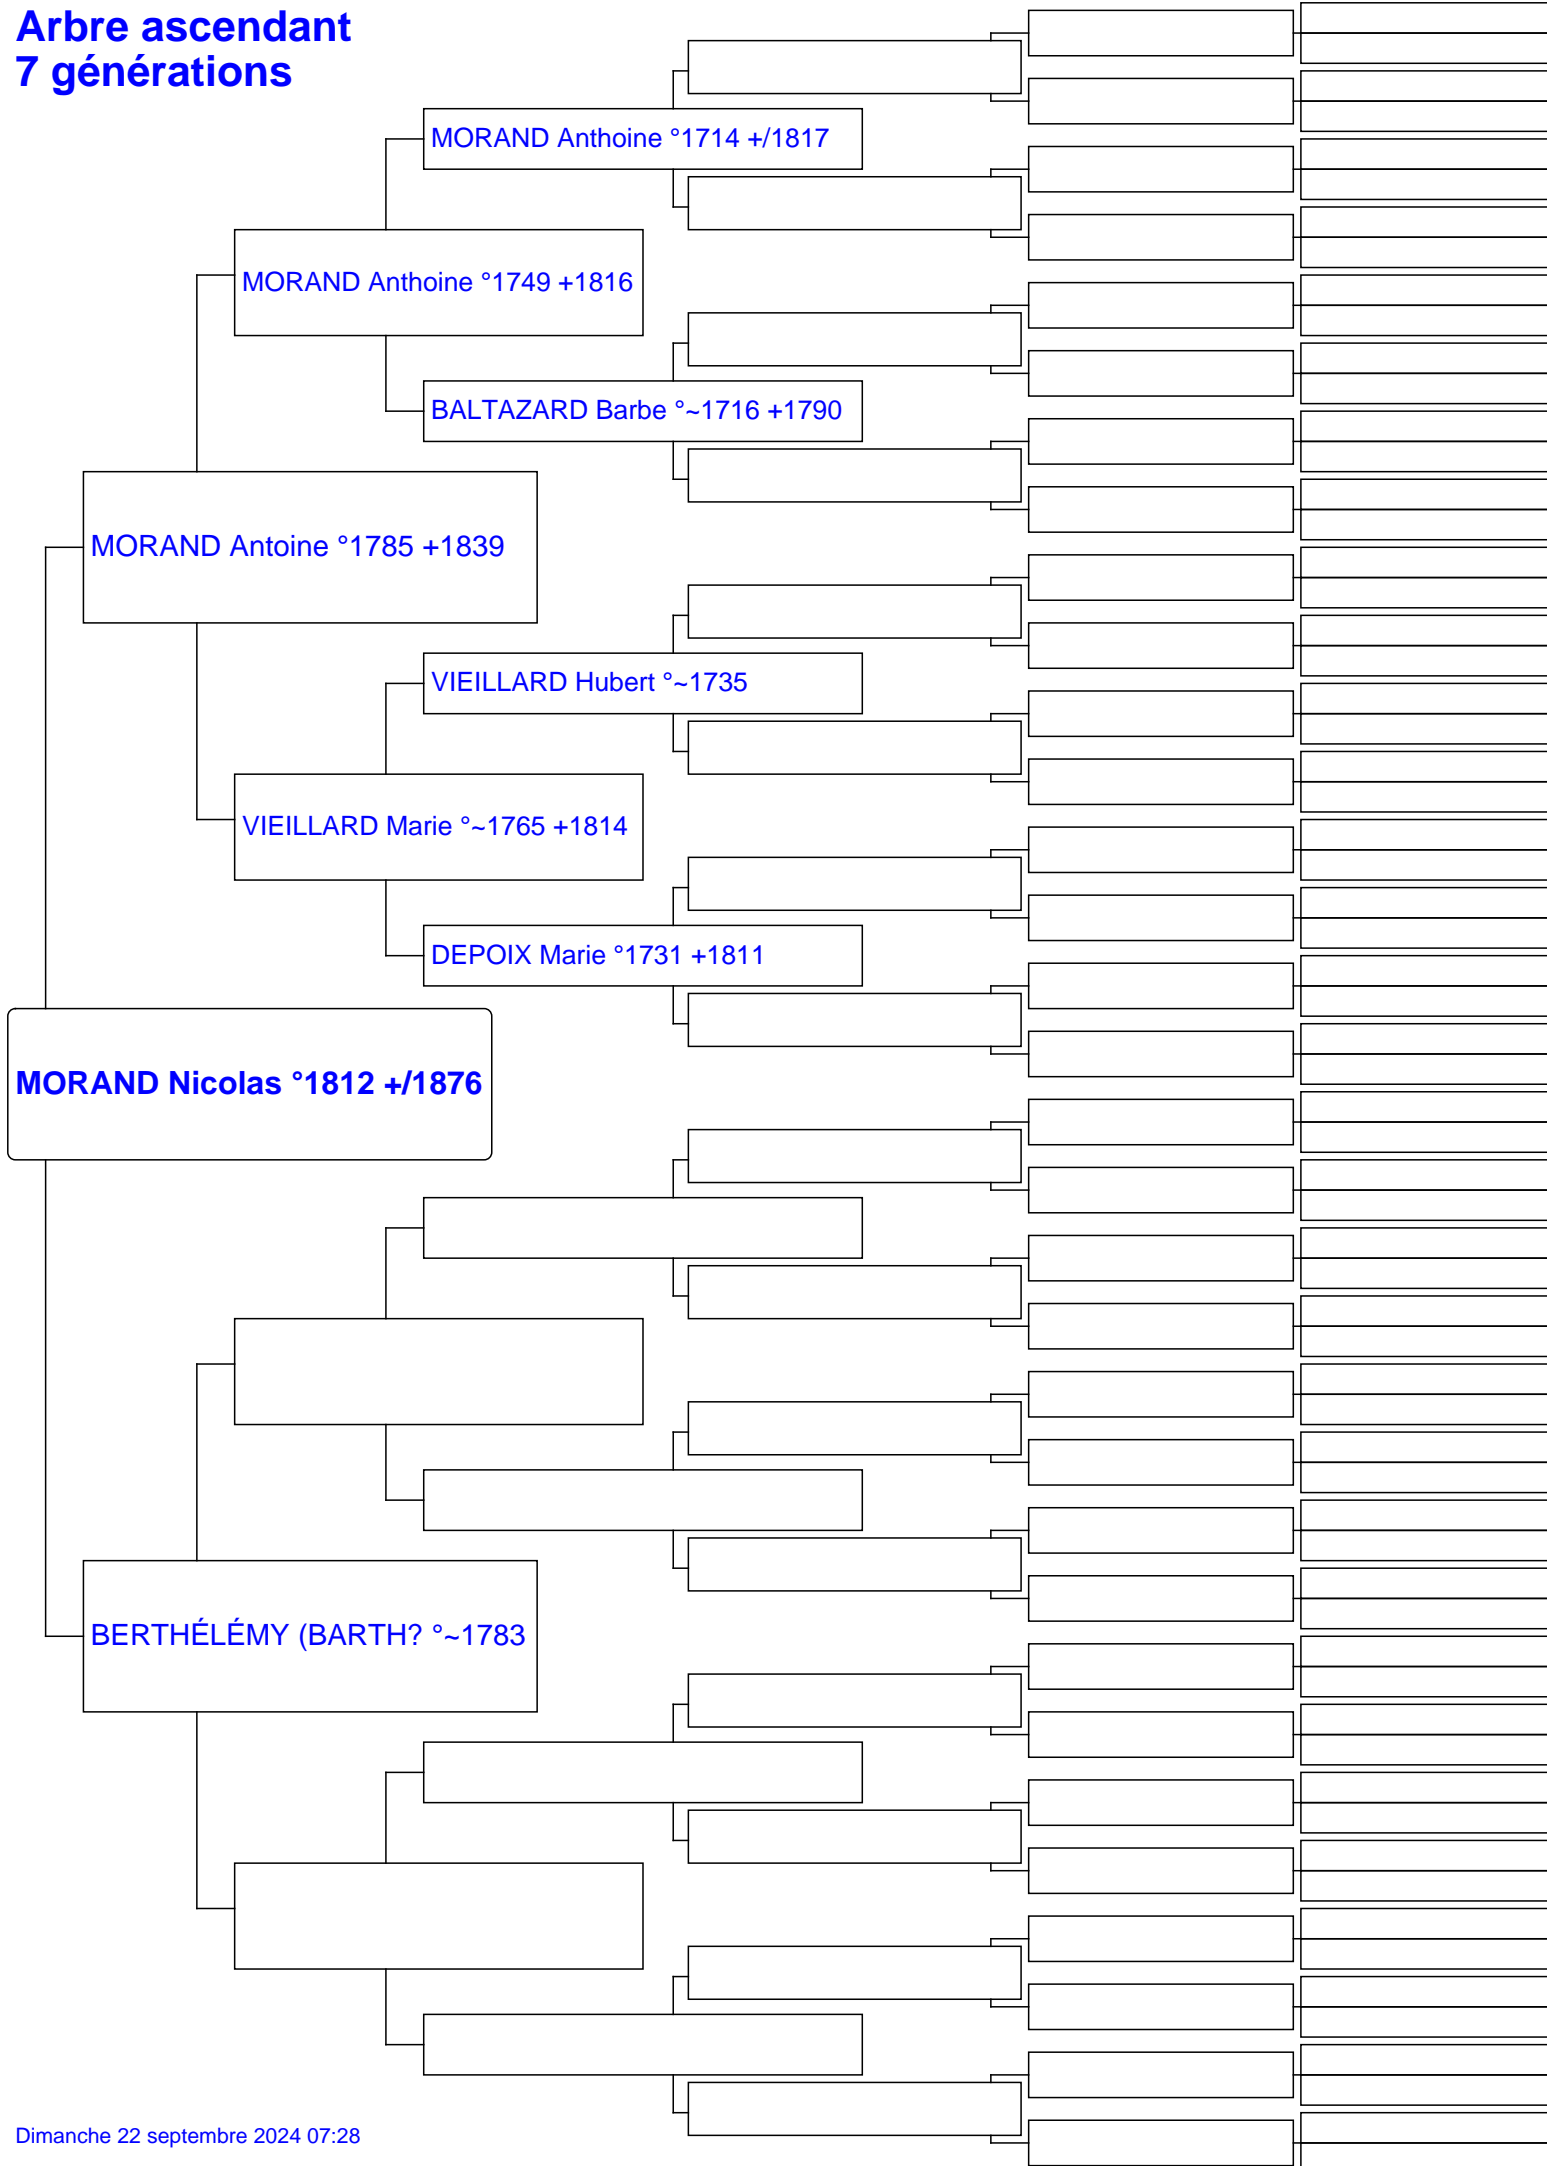 Arbre ascendant
7 générations
MORAND Anthoine °1714 +/1817
MORAND Anthoine °1749 +1816
BALTAZARD Barbe °~1716 +1790
MORAND Antoine °1785 +1839
VIEILLARD Hubert °~1735
VIEILLARD Marie °~1765 +1814
DEPOIX Marie °1731 +1811
MORAND Nicolas °1812 +/1876
BERTHÉLÉMY (BARTH? °~1783
Dimanche 22 septembre 2024 07:28